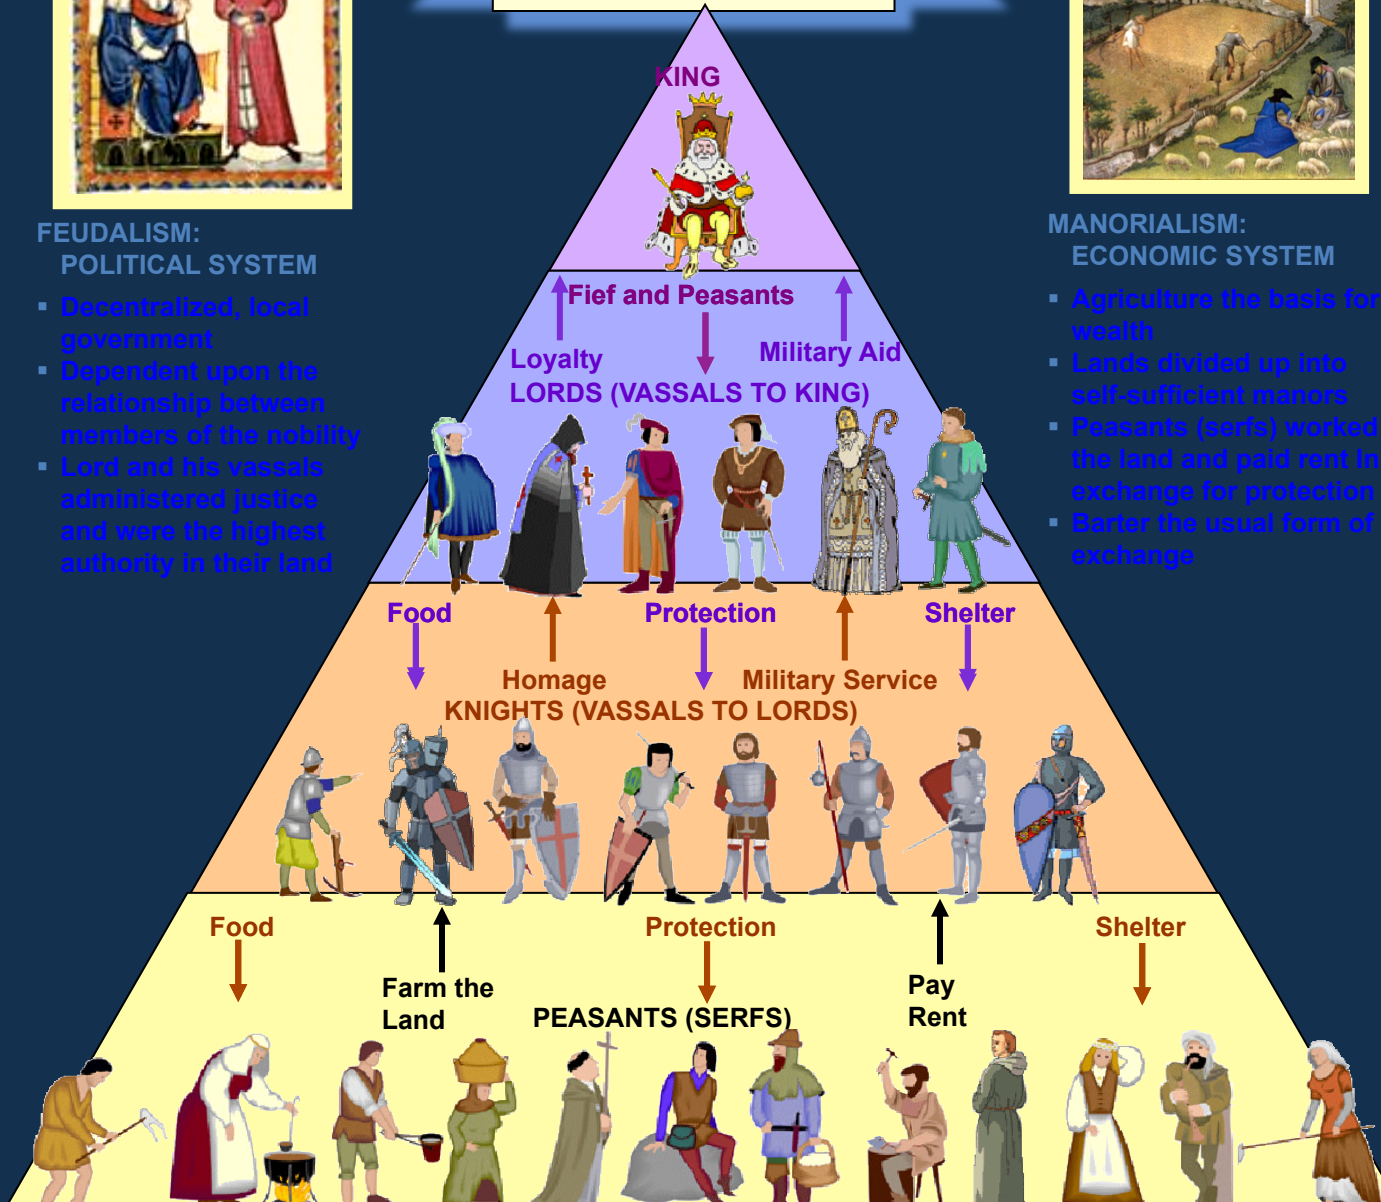 KING
FEUDALISM:
POLITICAL SYSTEM
▪ Decentralized, local
government
▪ Dependent upon the
relationship between
members of the nobility
▪ Lord and his vassals
administered justice
and were the highest
authority in their land
MANORIALISM:
ECONOMIC SYSTEM
▪ Agriculture the basis for
wealth
▪ Lands divided up into
self-sufficient manors
▪ Peasants (serfs) worked
the land and paid rent In
exchange for protection
▪ Barter the usual form of
exchange
Fief and Peasants
Loyalty
Military Aid
LORDS (VASSALS TO KING)
Food
Protection
Shelter
Homage
Military Service
KNIGHTS (VASSALS TO LORDS)
Food
Protection
Shelter
Farm the
Land
Pay
Rent
PEASANTS (SERFS)